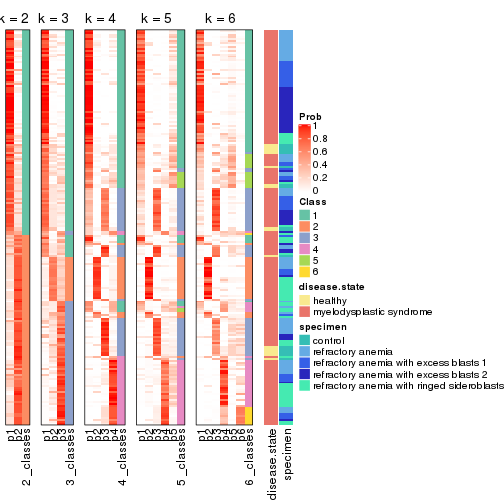 k = 2
k = 3
k = 4
k = 5
k = 6
Prob
1
0.8
0.6
0.4
0.2
0
Class
1
2
3
4
5
6
disease.state
healthy
myelodysplastic syndrome
specimen
control
refractory anemia
refractory anemia with excess blasts 1
refractory anemia with excess blasts 2
refractory anemia with ringed sideroblasts
p1
p2
2_classes
p1
p2
p3
3_classes
p1
p2
p3
p4
4_classes
p1
p2
p3
p4
p5
5_classes
p1
p2
p3
p4
p5
p6
6_classes
disease.state
specimen